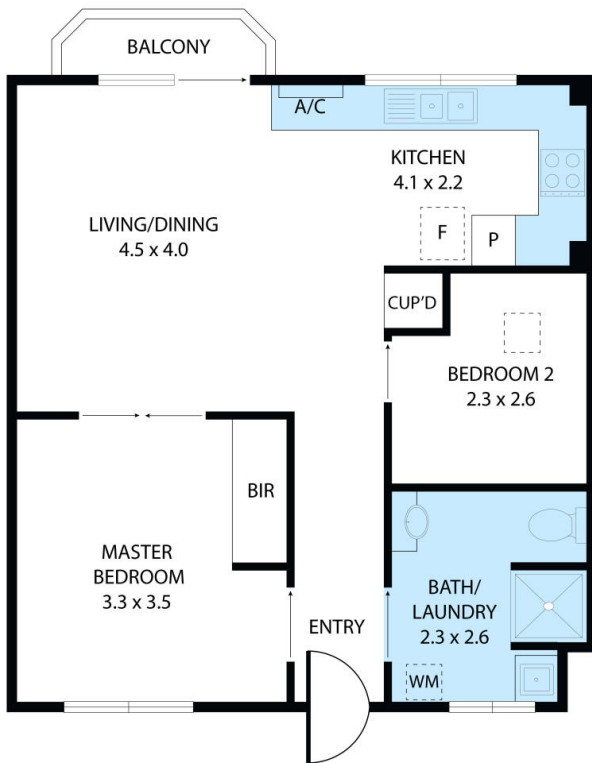 BALCONY
A/C
KITCHEN
4.1 x 2.2
LIVING/DINING
4.5 x 4.0
F
P
CUP'D
BEDROOM 2
2.3 x 2.6
BIR
MASTER
BEDROOM
3.3 x 3.5
BATH/
LAUNDRY
2.3 x 2.6
ENTRY
WM